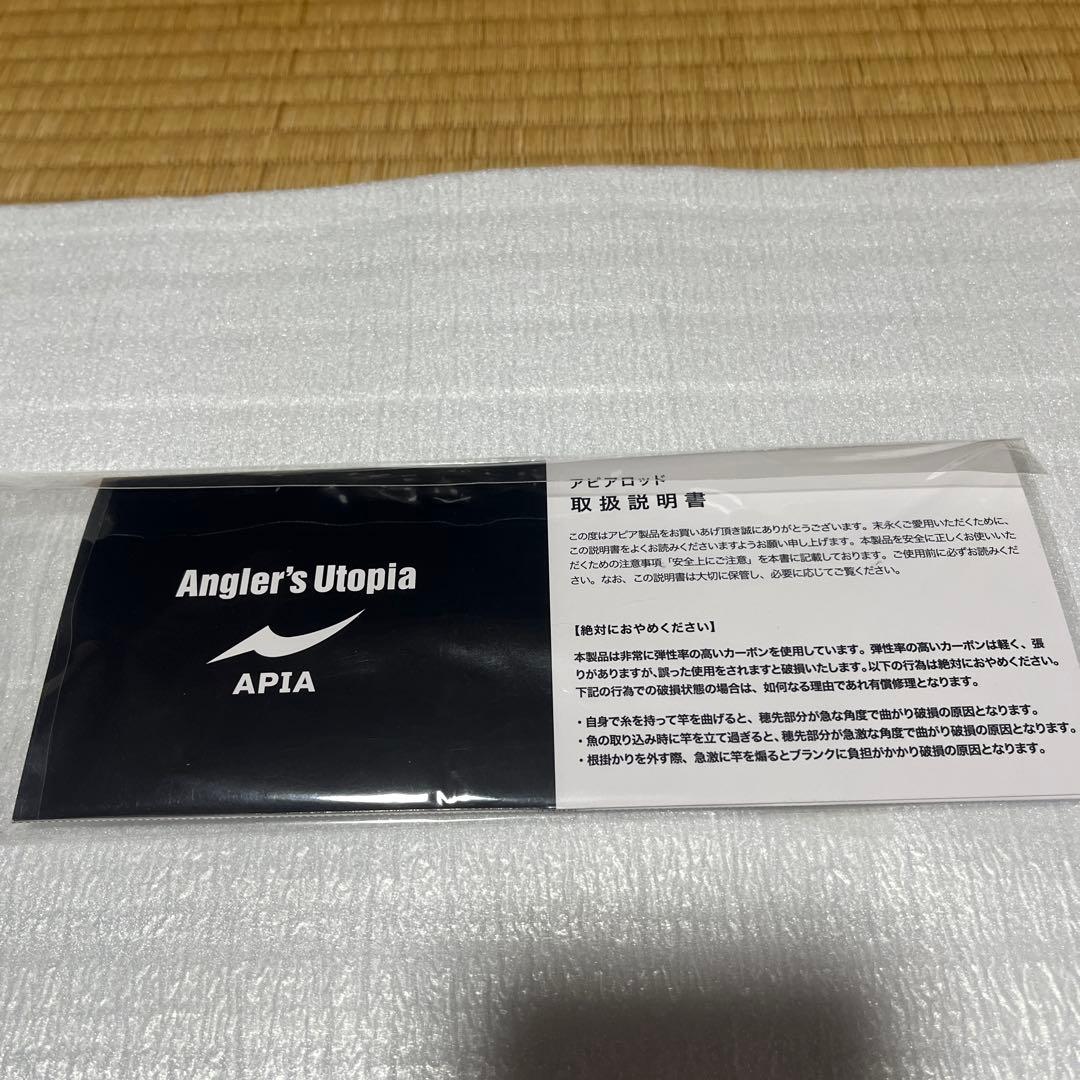 Angler's Utopia
APIA
アピアロッド
取扱説明書
この度はアピア製品をお買いあげ頂き誠にありがとうございます。末永くご愛用いただくために、
この説明書をよくお読みくださいますようお願い申し上げます。本製品を安全に正しくお使いいた
だくための注意事項「安全上にご注意」を本書に記載しております。ご使用前に必ずお読みくだ
さい。なお、この説明書は大切に保管し、必要に応じてご覧ください。
【絶対におやめください】
本製品は非常に弾性率の高いカーボンを使用しています。弾性率の高いカーボンは軽く、張
りがありますが、誤った使用をされますと破損いたします。以下の行為は絶対におやめください。
下記の行為での破損状態の場合は、如何なる理由であれ有償修理となります。
・自身で糸を持って竿を曲げると、穂先部分が急な角度で曲がり破損の原因となります。
・魚の取り込み時に竿を立て過ぎると、穂先部分が急激な角度で曲がり破損の原因となります。
・根掛かりを外す際、急激に竿を煽るとブランクに負担がかかり破損の原因となります。